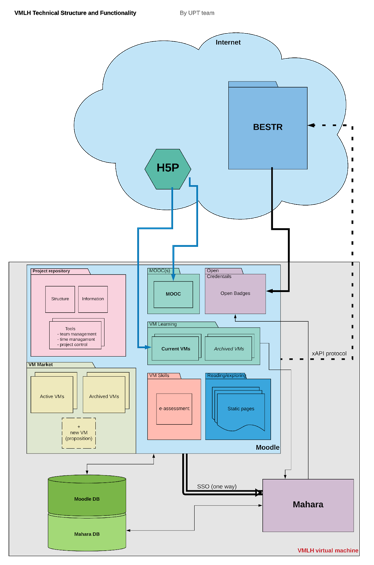 VMLH Technical Structure and Functionality
By UPT team
Internet
BESTR
H5P
Project repository
Structure
Information
Tools
- team management
- time management
- project control
MOOC(s)
MOOC
Open
Credentials
Open Badges
VM Learning
Current VMs
Archived VMs
xAPI protocol
VM Market
Active VMs
Archived VMs
+
new VM
(proposition)
VM Skills
e-assessment
Reading/exploring
Static pages
Moodle
SSO (one way)
Moodle DB
Mahara DB
Mahara
VMLH virtual machine